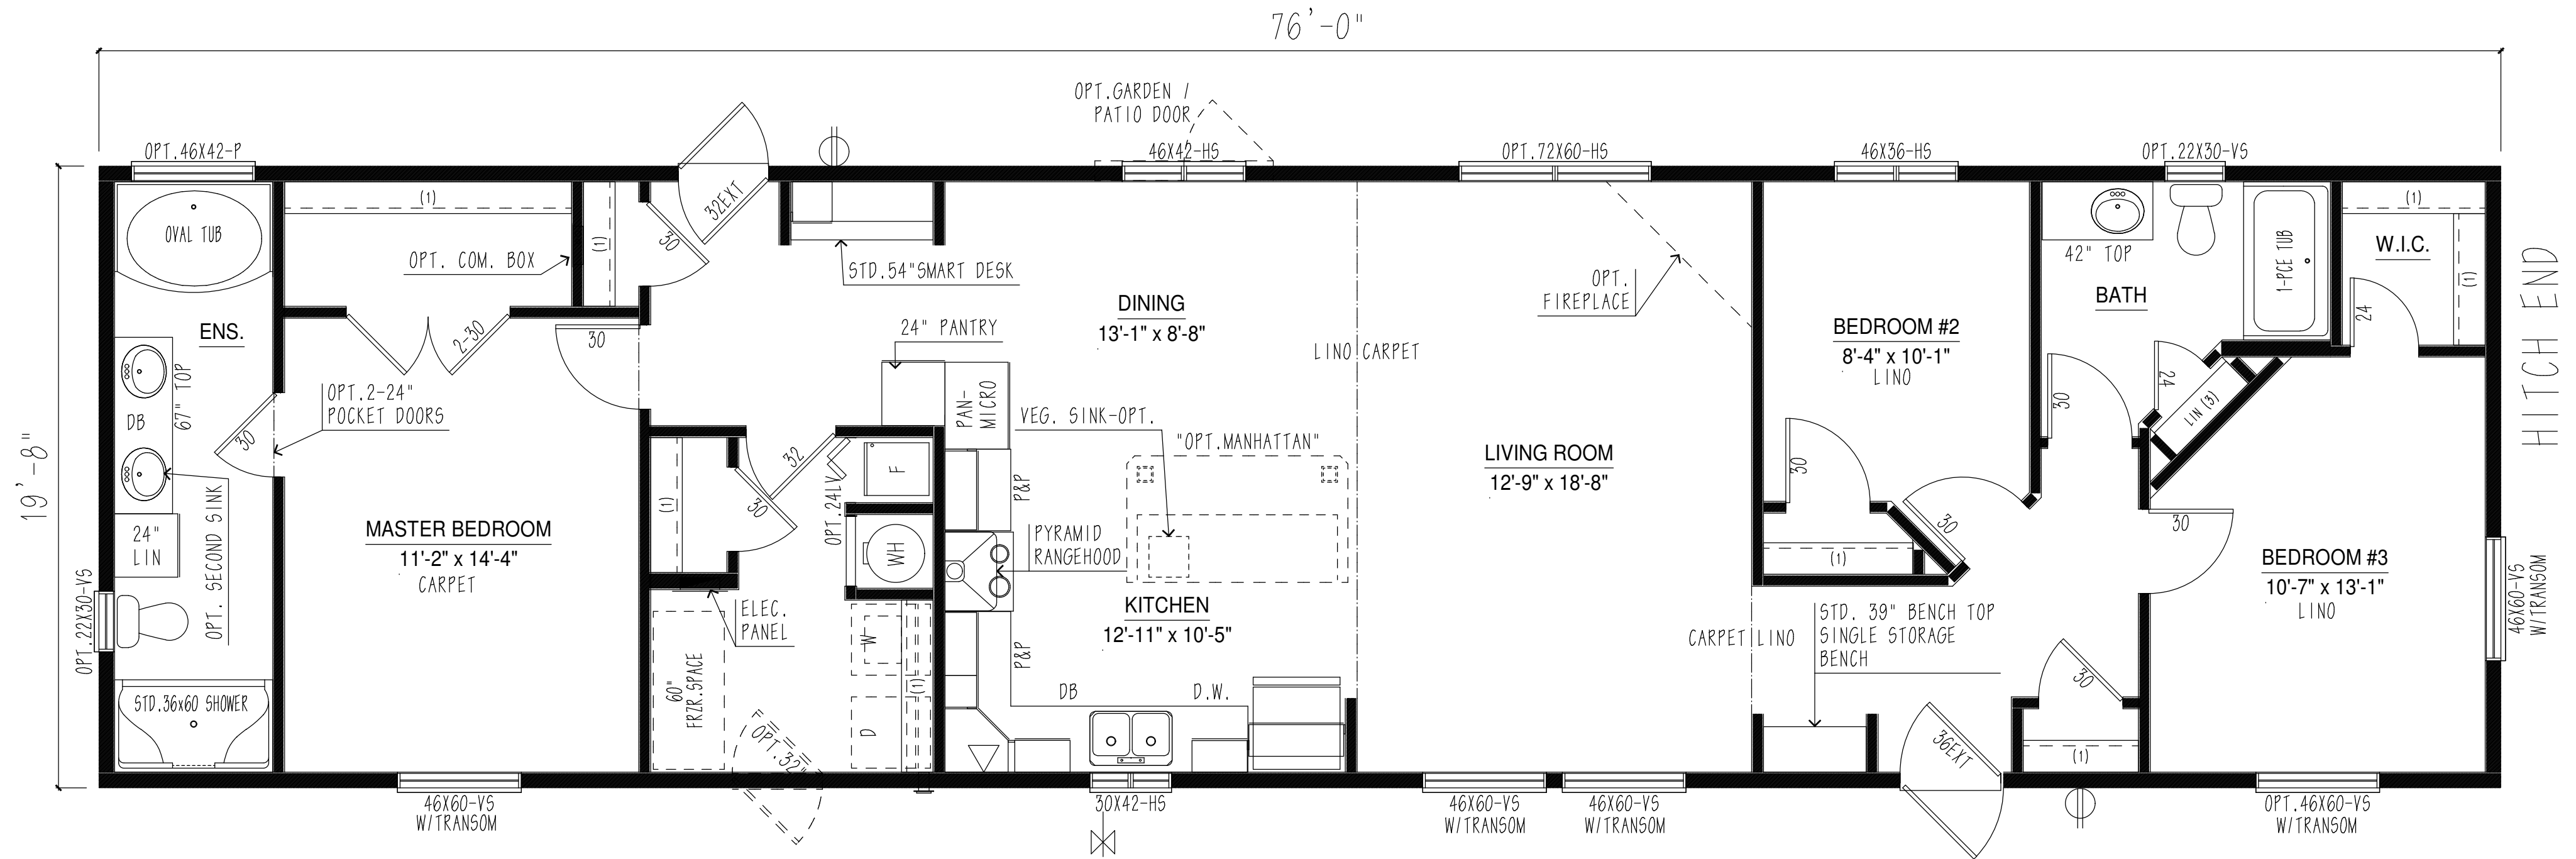 76'-0"
OPT.GARDEN /
PATIO DOOR
OPT.46X42-P
46X42-HS
OPT.72X60-HS
46X36-HS
OPT.22X30-VS
19'-8"
HITCH END
OVAL TUB
(1)
OPT. COM. BOX
(1)
30
32EXT
STD.54"SMART DESK
ENS.
2-30
30
67" TOP
DB
30
OPT.2-24"
POCKET DOORS
OPT. SECOND SINK
24"
LIN
OPT.22X30-VS
STD.36x60 SHOWER
MASTER BEDROOM
11'-2" x 14'-4"
CARPET
46X60-VS
W/TRANSOM
24" PANTRY
PAN-
MICRO
32
F
(1)
30
OPT.24LV
WH
ELEC.
PANEL
60"
FRZR.SPACE
W
D
(1)
OPT.32"
DINING
13'-1" x 8'-8"
VEG. SINK-OPT.
"OPT.MANHATTAN"
P&P
PYRAMID
RANGEHOOD
KITCHEN
12'-11" x 10'-5"
P&P
DB
D.W.
30X42-HS
LINO
CARPET
OPT.
FIREPLACE
LIVING ROOM
12'-9" x 18'-8"
46X60-VS
W/TRANSOM
46X60-VS
W/TRANSOM
CARPET
LINO
BEDROOM #2
8'-4" x 10'-1"
LINO
30
(1)
30
STD. 39" BENCH TOP
SINGLE STORAGE
BENCH
36EXT
30
(1)
42" TOP
BATH
1-PCE TUB
30
24
LIN (3)
(1)
W.I.C.
(1)
24
30
BEDROOM #3
10'-7" x 13'-1"
LINO
46X60-VS
W/TRANSOM
OPT.46X60-VS
W/TRANSOM